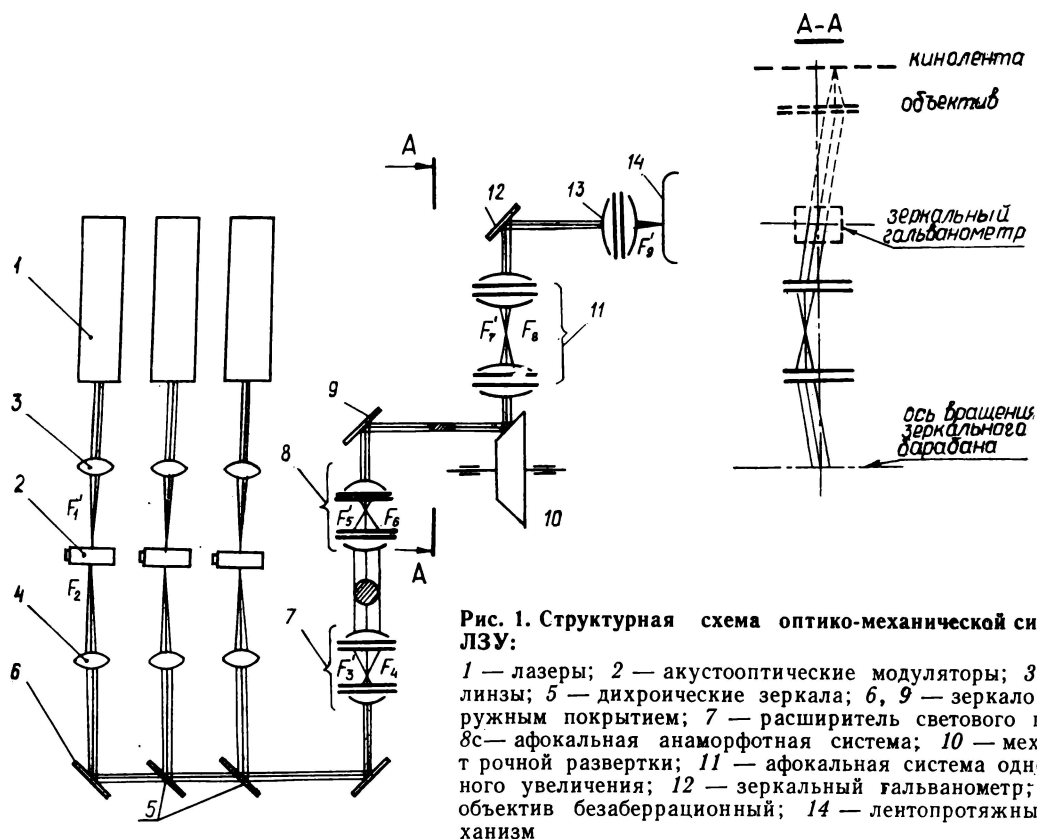 А-А
кинолента
объектив
А
14
13
12
зеркальный
гальванометр
F'9
1
11
F'7 F8
9
3
ось вращения
зеркального
барабана
8
2
F'1
F'5 F6
10
А
F2
7
4
F'3 F4
6
5
Рис. 1. Структурная схема оптико-механической си
ЛЗУ:
1 — лазеры; 2 — акустооптические модуляторы; 3
линзы; 5 — дихроические зеркала; 6, 9 — зеркало
ружным покрытием; 7 — расширитель светового
8с— афокальная анаморфотная система; 10 — мех
т рочной развертки; 11 — афокальная система одн
ного увеличения; 12 — зеркальный гальванометр;
объектив безаберрационный; 14 — лентопротяжны
ханизм